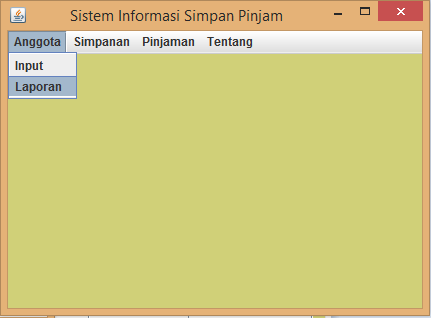 Sistem Informasi Simpan Pinjam
Anggota Simpanan Pinjaman Tentang
Input
Laporan